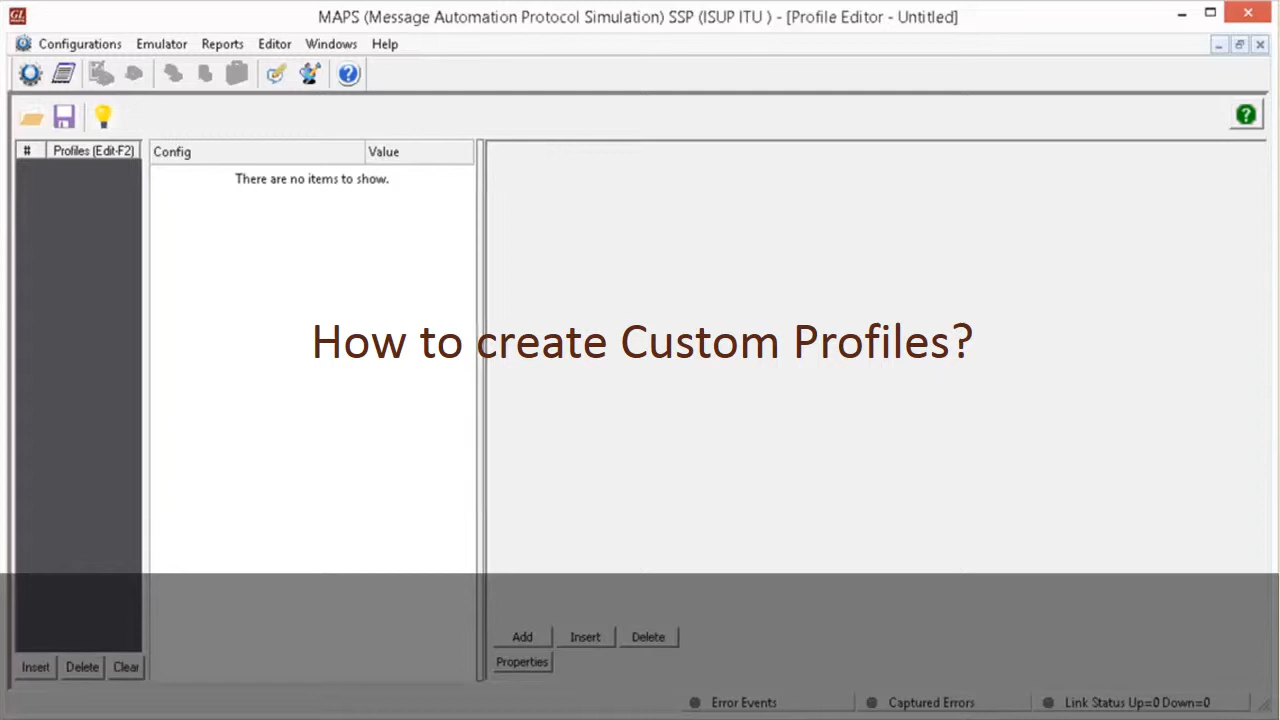 GL
MAPS (Message Automation Protocol Simulation) SSP (ISUP ITU ) - [Profile Editor - Untitled]
Configurations Emulator Reports Editor Windows Help
# Profiles (Edit-F2) Config Value
There are no items to show.
How to create Custom Profiles?
Add Insert Delete
Insert Delete Clear Properties
Error Events Captured Errors Link Status Up=0 Down=0